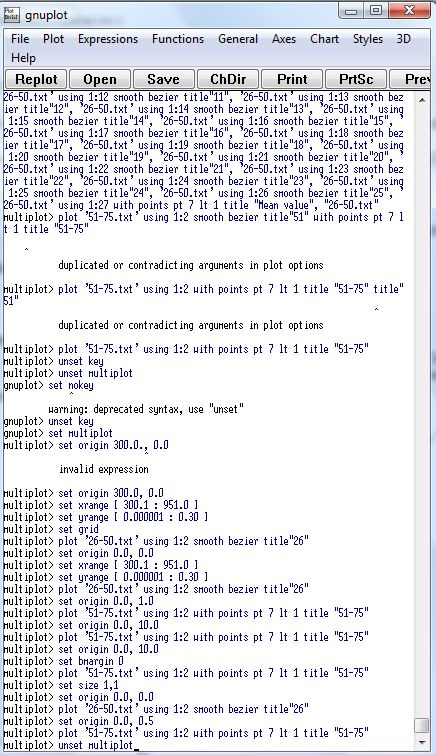 gnuplot
File Plot Expressions Functions General Axes Chart Styles 3D
Help
Replot Open Save ChDir Print PrtSc Prev
26-50.txt' using 1:12 smooth bezier title"11", '26-50.txt' using 1:13 smooth bez
ier title"12", '26-50.txt' using 1:14 smooth bezier title"13", '26-50.txt' using
1:15 smooth bezier title"14", '26-50.txt' using 1:16 smooth bezier title"15", '
26-50.txt' using 1:17 smooth bezier title"16", '26-50.txt' using 1:18 smooth bez
ier title"17", '26-50.txt' using 1:19 smooth bezier title"18", '26-50.txt' using
1:20 smooth bezier title"19", '26-50.txt' using 1:21 smooth bezier title"20", '
26-50.txt' using 1:22 smooth bezier title"21", '26-50.txt' using 1:23 smooth bez
ier title"22", '26-50.txt' using 1:24 smooth bezier title"23", '26-50.txt' using
1:25 smooth bezier title"24", '26-50.txt' using 1:26 smooth bezier title"25", '
26-50.txt' using 1:27 with points pt 7 lt 1 title "Mean value", "26-50.txt"
multiplot> plot '51-75.txt' using 1:2 smooth bezier title"51" with points pt 7 l
t 1 title "51-75"
^
duplicated or contradicting arguments in plot options
multiplot> plot '51-75.txt' using 1:2 with points pt 7 lt 1 title "51-75" title"
51"
^
duplicated or contradicting arguments in plot options
multiplot> plot '51-75.txt' using 1:2 with points pt 7 lt 1 title "51-75"
multiplot> unset key
multiplot> unset multiplot
gnuplot> set nokey
^
warning: deprecated syntax, use "unset"
gnuplot> unset key
gnuplot> set multiplot
multiplot> set origin 300.0., 0.0
^
invalid expression
multiplot> set origin 300.0, 0.0
multiplot> set xrange [ 300.1 : 951.0 ]
multiplot> set yrange [ 0.000001 : 0.30 ]
multiplot> set grid
multiplot> plot '26-50.txt' using 1:2 smooth bezier title"26"
multiplot> set origin 0.0, 0.0
multiplot> set xrange [ 300.1 : 951.0 ]
multiplot> set yrange [ 0.000001 : 0.30 ]
multiplot> plot '26-50.txt' using 1:2 smooth bezier title"26"
multiplot> set origin 0.0, 1.0
multiplot> plot '51-75.txt' using 1:2 with points pt 7 lt 1 title "51-75"
multiplot> set origin 0.0, 10.0
multiplot> plot '51-75.txt' using 1:2 with points pt 7 lt 1 title "51-75"
multiplot> set origin 0.0, 10.0
multiplot> set bmargin 0
multiplot> plot '51-75.txt' using 1:2 with points pt 7 lt 1 title "51-75"
multiplot> set size 1,1
multiplot> set origin 0.0, 0.0
multiplot> plot '26-50.txt' using 1:2 smooth bezier title"26"
multiplot> set origin 0.0, 0.5
multiplot> plot '51-75.txt' using 1:2 with points pt 7 lt 1 title "51-75"
multiplot> unset multiplot_